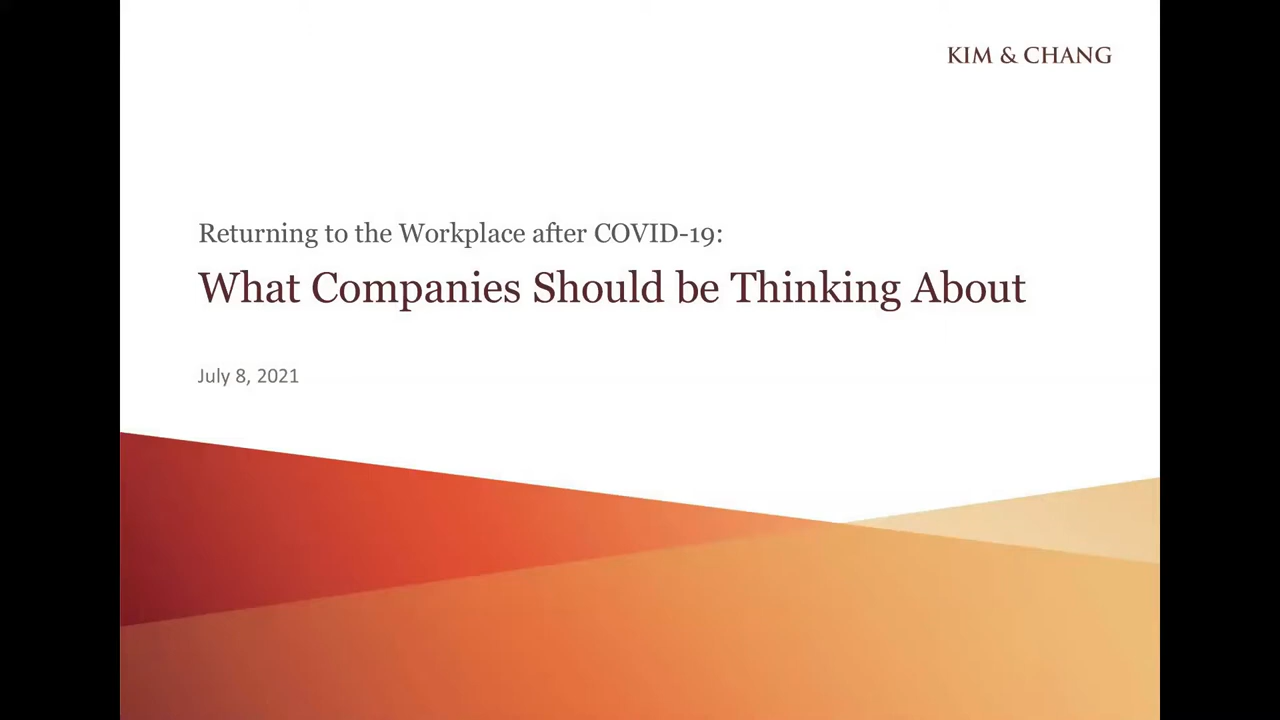 KIM & CHANG
Returning to the Workplace after COVID-19:
What Companies Should be Thinking About
July 8, 2021